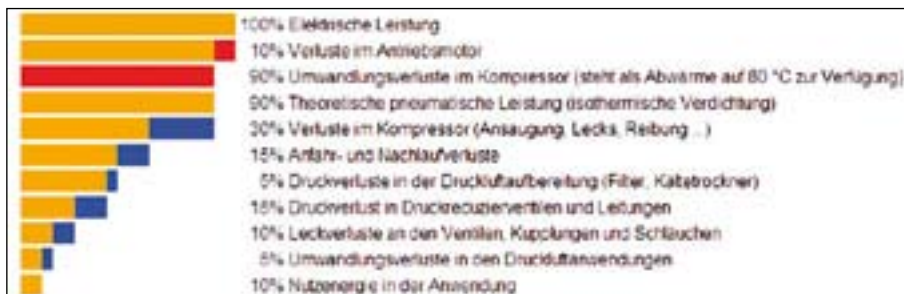 100% Elektrische Leistung
10% Verluste im Antriebsmotor
90% Umwandlungsverluste im Kompressor (steht als Abwärme auf 80 °C zur Verfügung)
90% Theoretische pneumatische Leistung (isothermische Verdichtung)
30% Verluste im Kompressor (Ansaugung, Lecks, Reibung ...)
15% Anfahr- und Nachlaufverluste
5% Druckverluste in der Druckluftaufbereitung (Filter, Kältetrockner)
15% Druckverlust in Druckreduzierventilen und Leitungen
10% Leckverluste an den Ventilen, Kupplungen und Schläuchen
5% Umwandlungsverluste in den Druckluftanwendungen
10% Nutzenergie in der Anwendung